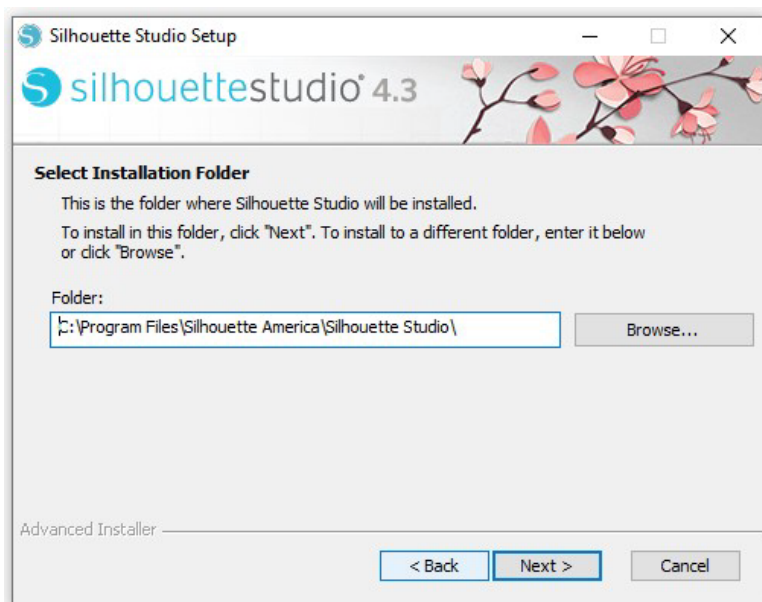 Silhouette Studio Setup
silhouettestudio® 4.3
Select Installation Folder
This is the folder where Silhouette Studio will be installed.
To install in this folder, click "Next". To install to a different folder, enter it below
or click "Browse".
Folder:
C:\Program Files\Silhouette America\Silhouette Studio\
Browse...
Advanced Installer
< Back
Next >
Cancel